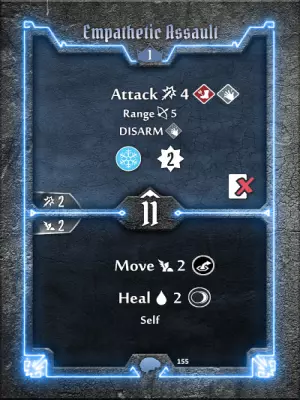 Empathetic Assault
1
Attack 4
Range 5
DISARM
2
2
11
2
Move 2
Heal 2
Self
155